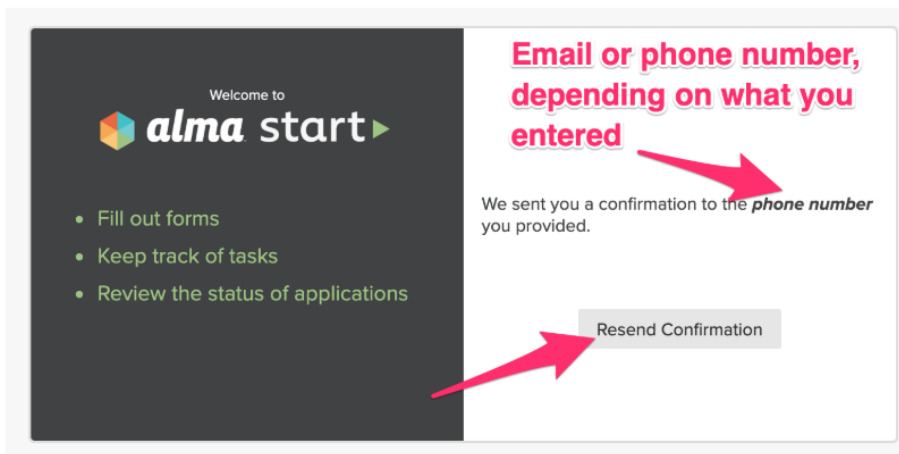 Welcome to
alma start
• Fill out forms
• Keep track of tasks
• Review the status of applications
Email or phone number,
depending on what you
entered
We sent you a confirmation to the phone number
you provided.
Resend Confirmation